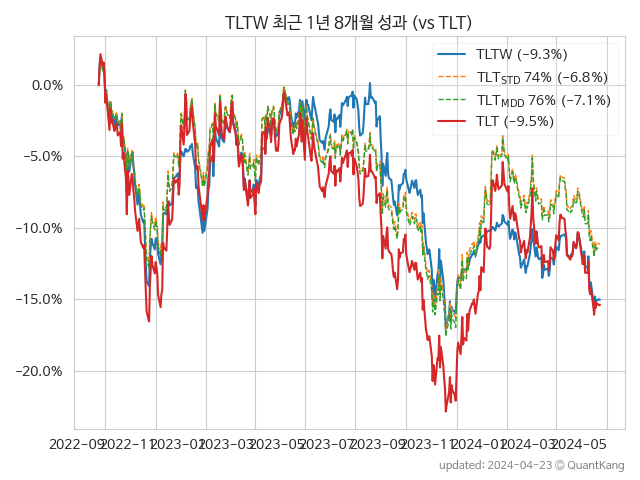 TLTW 최근 1년 8개월 성과 (vs TLT)
TLTW (−9.3%)
TLT_STD 74% (−6.8%)
TLT_MDD 76% (−7.1%)
TLT (−9.5%)
0.0%
−5.0%
−10.0%
−15.0%
−20.0%
2022-09 2022-11 2023-01 2023-03 2023-05 2023-07 2023-09 2023-11 2024-01 2024-03 2024-05
updated: 2024-04-23 © QuantKang